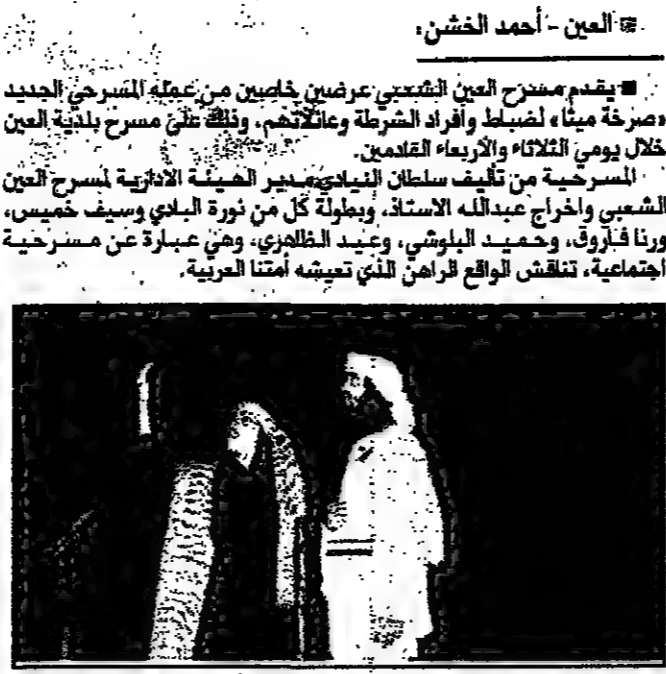 العين - أحمد الخشن:
يقدم مسرح العين الشعبي عرضين خاصين من عمله المسرحي الجديد
«صرخة ميثا» لضباط وأفراد الشرطة وعائلاتهم، وذلك على مسرح بلدية العين
خلال يومي الثلاثاء والأربعاء القادمين.
المسرحية من تأليف سلطان النيادي مدير الهيئة الادارية لمسرح العين
الشعبي واخراج عبدالله الاستاذ، وبطولة كل من نورة البادي وسيف خميس،
ورنا فاروق، وحميد البلوشي، وعيد الظاهري، وهي عبارة عن مسرحية
اجتماعية، تناقش الواقع الراهن الذي تعيشه أمتنا العربية.